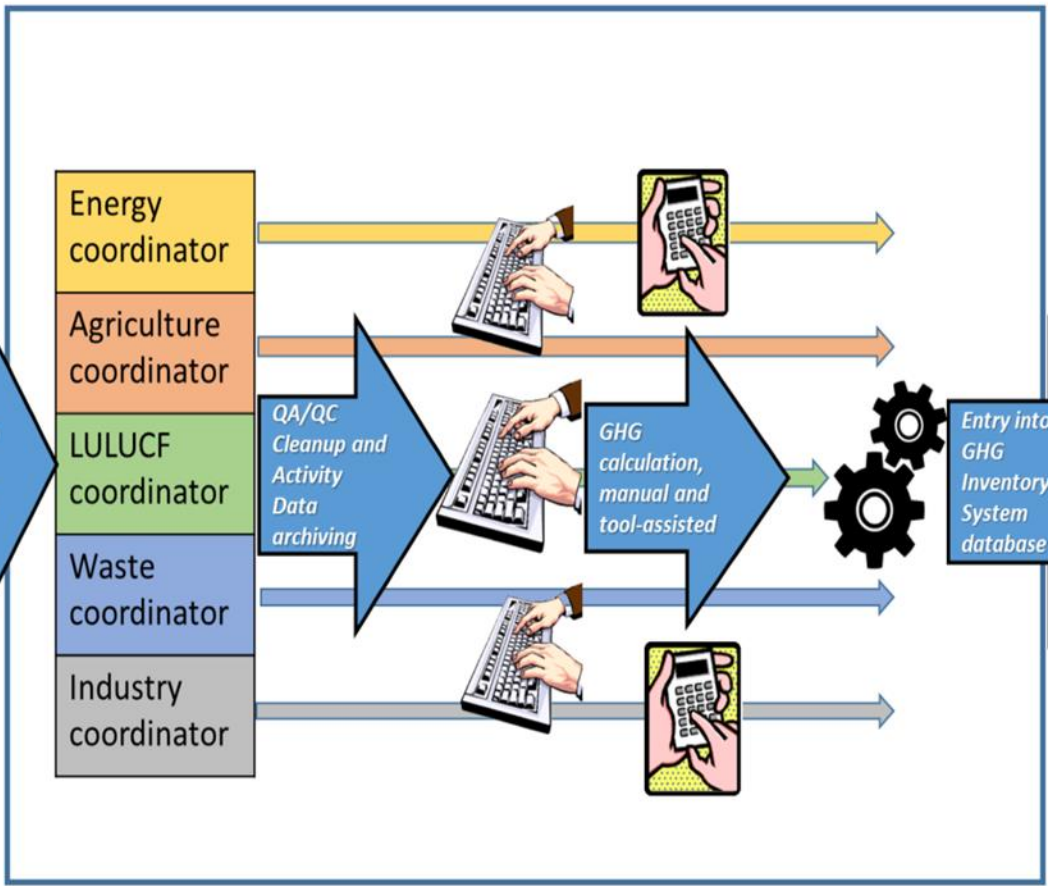 Energy
coordinator
Agriculture
coordinator
LULUCF
coordinator
Waste
coordinator
Industry
coordinator
QA/QC
Cleanup and
Activity
Data
archiving
GHG
calculation,
manual and
tool-assisted
Entry into
GHG
Inventory
System
database